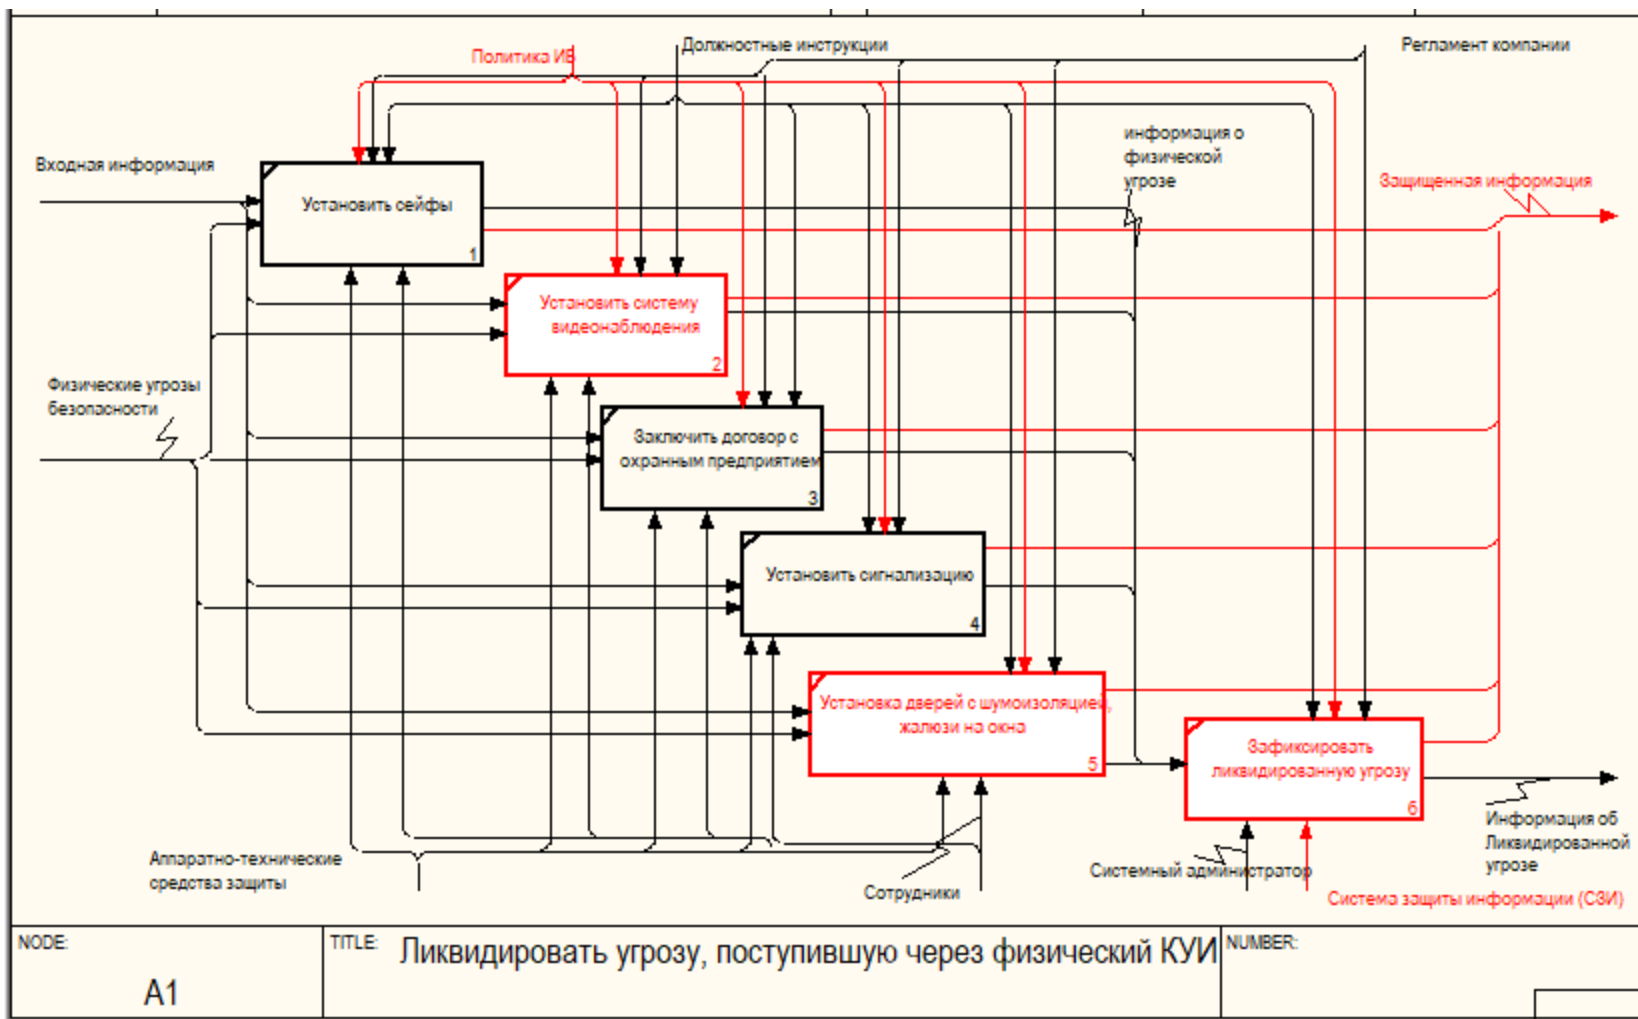 Политика ИБ
Должностные инструкции
Регламент компании
информация о
физической
угрозе
Входная информация
Защищенная информация
Установить сейфы
1
Установить систему
видеонаблюдения
2
Физические угрозы
безопасности
Заключить договор с
охранным предприятием
3
Установить сигнализацию
4
Установка дверей с шумоизоляцией,
жалюзи на окна
5
Зафиксировать
ликвидированную угрозу
6
Информация об
Ликвидированной
угрозе
Аппаратно-технические
средства защиты
Сотрудники
Системный администратор
Система защиты информации (СЗИ)
NODE:
A1
TITLE:
Ликвидировать угрозу, поступившую через физический КУИ
NUMBER: